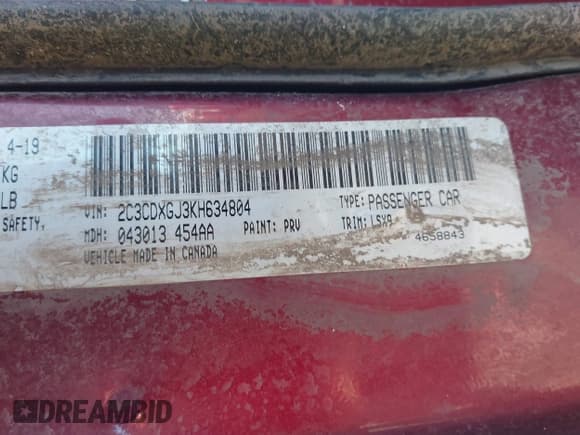 4-19
KG
LB
SAFETY,
VIN: 2C3CDXGJ3KH634804
TYPE: PASSENGER CAR
MDH: 043013 454AA
PAINT: PRV
TRIM: LSX9
VEHICLE MADE IN CANADA
4658843
DREAMBID